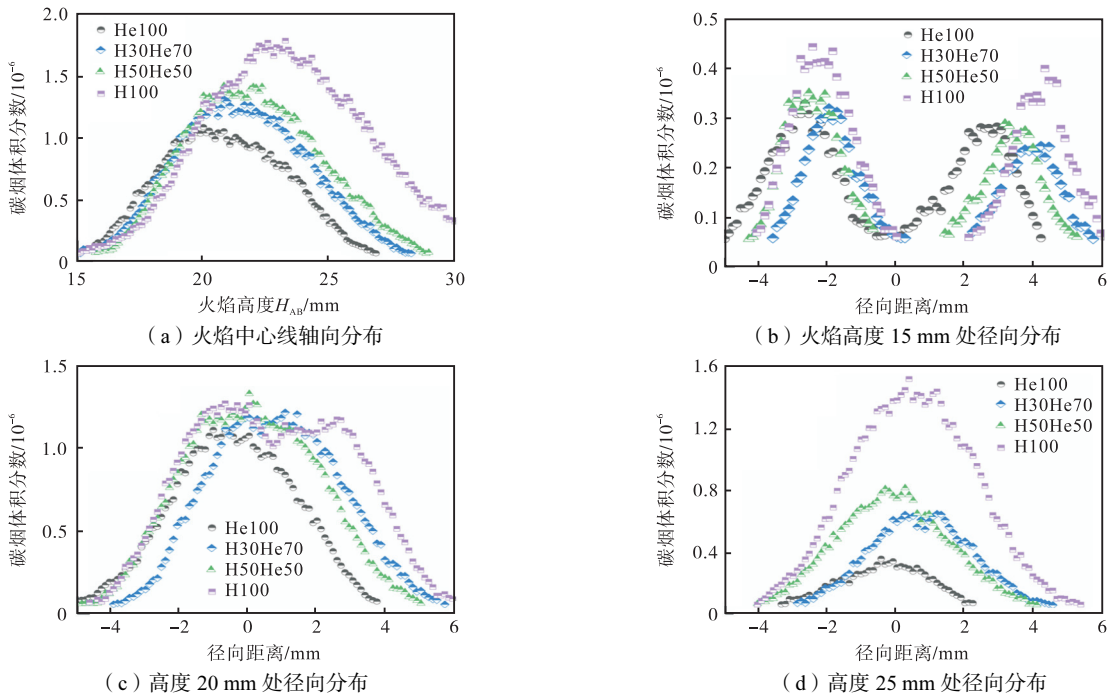 2.0
1.5
1.0
0.5
0
碳烟体积分数/10⁻⁶
He100
H30He70
H50He50
H100
15
20
25
30
火焰高度H_AB/mm
（a）火焰中心线轴向分布
0.5
0.4
0.3
0.2
0.1
0
碳烟体积分数/10⁻⁶
He100
H30He70
H50He50
H100
−4
−2
0
2
4
6
径向距离/mm
（b）火焰高度 15 mm 处径向分布
1.5
1.0
0.5
0
碳烟体积分数/10⁻⁶
He100
H30He70
H50He50
H100
−4
−2
0
2
4
6
径向距离/mm
（c）高度 20 mm 处径向分布
1.6
1.2
0.8
0.4
0
碳烟体积分数/10⁻⁶
He100
H30He70
H50He50
H100
−4
−2
0
2
4
6
径向距离/mm
（d）高度 25 mm 处径向分布